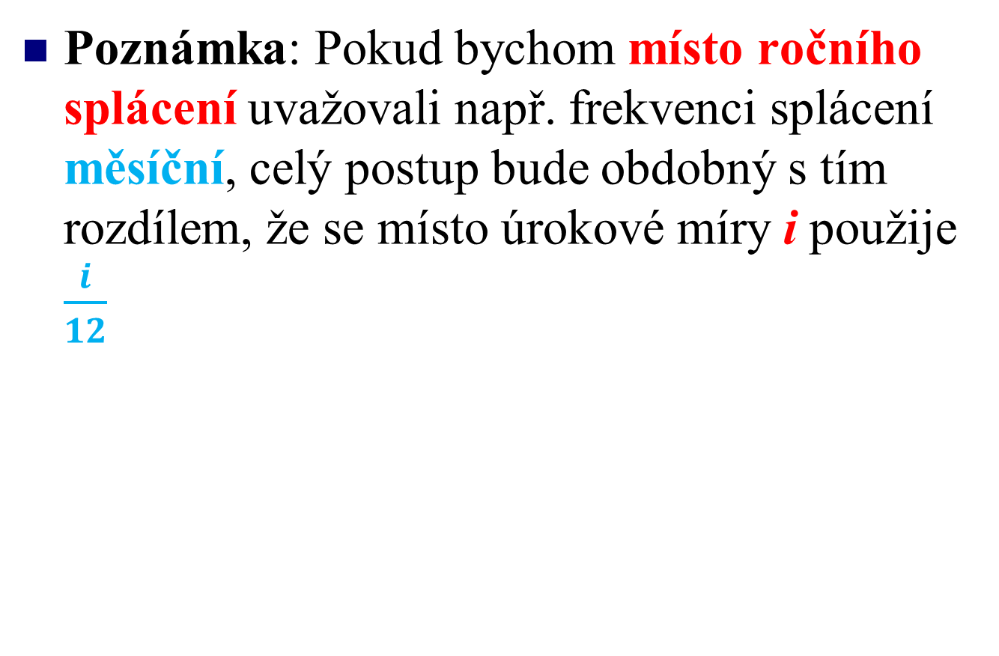 ■ Poznámka: Pokud bychom místo ročního
splácení uvažovali např. frekvenci splácení
měsíční, celý postup bude obdobný s tím
rozdílem, že se místo úrokové míry i použije
i
12